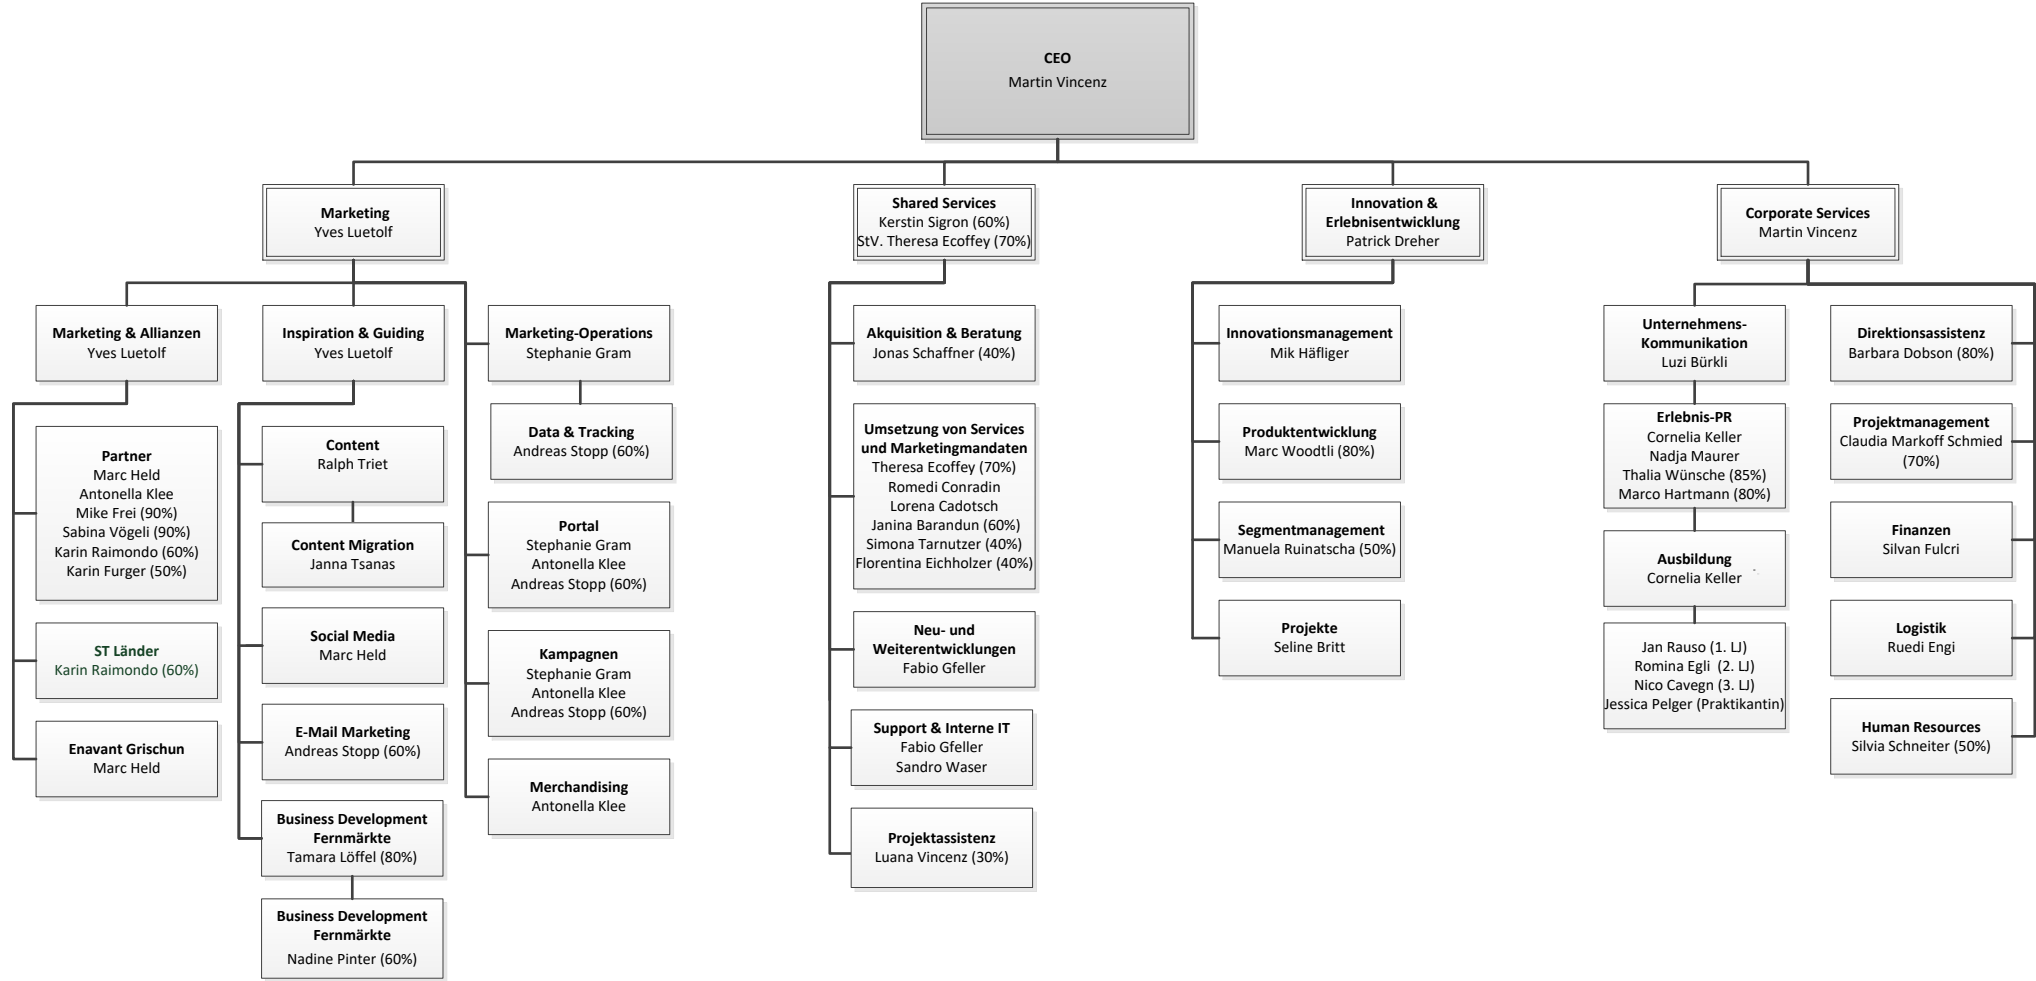 CEO
Martin Vincenz
Marketing
Yves Luetolf
Shared Services
Kerstin Sigron (60%)
StV. Theresa Ecoffey (70%)
Innovation &
Erlebnisentwicklung
Patrick Dreher
Corporate Services
Martin Vincenz
Marketing & Allianzen
Yves Luetolf
Partner
Marc Held
Antonella Klee
Mike Frei (90%)
Sabina Vögeli (90%)
Karin Raimondo (60%)
Karin Furger (50%)
ST Länder
Karin Raimondo (60%)
Enavant Grischun
Marc Held
Inspiration & Guiding
Yves Luetolf
Content
Ralph Triet
Content Migration
Janna Tsanas
Social Media
Marc Held
E-Mail Marketing
Andreas Stopp (60%)
Business Development
Fernmärkte
Tamara Löffel (80%)
Business Development
Fernmärkte
Nadine Pinter (60%)
Marketing-Operations
Stephanie Gram
Data & Tracking
Andreas Stopp (60%)
Portal
Stephanie Gram
Antonella Klee
Andreas Stopp (60%)
Kampagnen
Stephanie Gram
Antonella Klee
Andreas Stopp (60%)
Merchandising
Antonella Klee
Akquisition & Beratung
Jonas Schaffner (40%)
Umsetzung von Services
und Marketingmandaten
Theresa Ecoffey (70%)
Romedi Conradin
Lorena Cadotsch
Janina Barandun (60%)
Simona Tarnutzer (40%)
Florentina Eichholzer (40%)
Neu- und
Weiterentwicklungen
Fabio Gfeller
Support & Interne IT
Fabio Gfeller
Sandro Waser
Projektassistenz
Luana Vincenz (30%)
Innovationsmanagement
Mik Häfliger
Produktentwicklung
Marc Woodtli (80%)
Segmentmanagement
Manuela Ruinatscha (50%)
Projekte
Seline Britt
Unternehmens-
Kommunikation
Luzi Bürkli
Erlebnis-PR
Cornelia Keller
Nadja Maurer
Thalia Wünsche (85%)
Marco Hartmann (80%)
Ausbildung
Cornelia Keller
Jan Rauso (1. LJ)
Romina Egli (2. LJ)
Nico Cavegn (3. LJ)
Jessica Pelger (Praktikantin)
Direktionsassistenz
Barbara Dobson (80%)
Projektmanagement
Claudia Markoff Schmied
(70%)
Finanzen
Silvan Fulcri
Logistik
Ruedi Engi
Human Resources
Silvia Schneiter (50%)